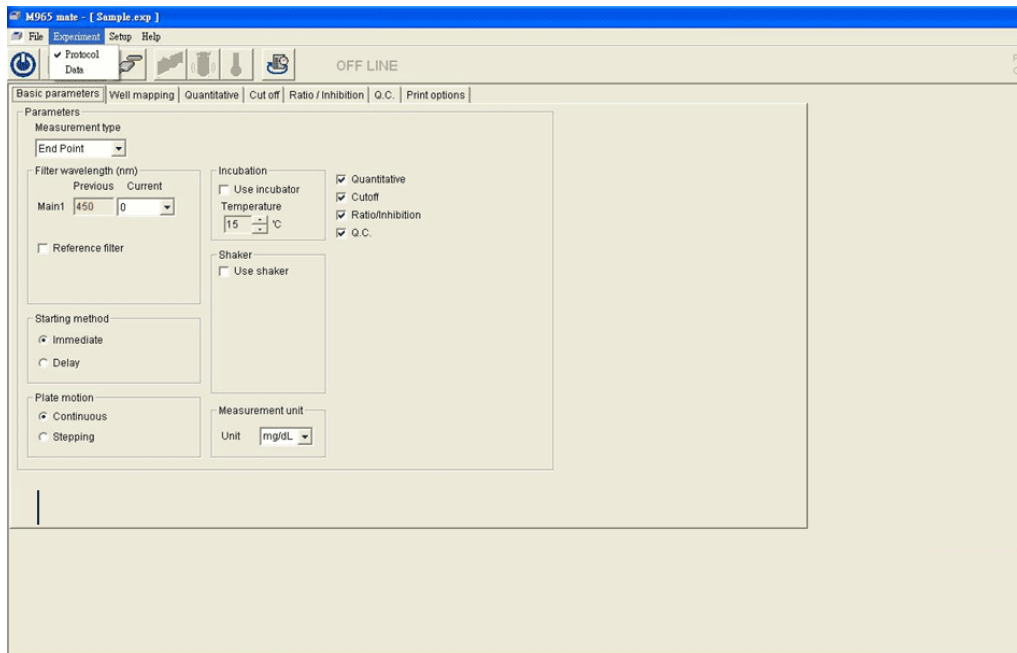 M965 mate - [ Sample.exp ]
File Experiment Setup Help
Protocol
Data
OFF LINE
Basic parameters Well mapping Quantitative Cut off Ratio / Inhibition Q.C. Print options
Parameters
Measurement type
End Point
Filter wavelength (nm)
Previous Current
Main1 450 0
Reference filter
Starting method
Immediate
Delay
Plate motion
Continuous
Stepping
Incubation
Use incubator
Temperature
15 ℃
Shaker
Use shaker
Measurement unit
Unit mg/dL
Quantitative
Cutoff
Ratio/Inhibition
Q.C.